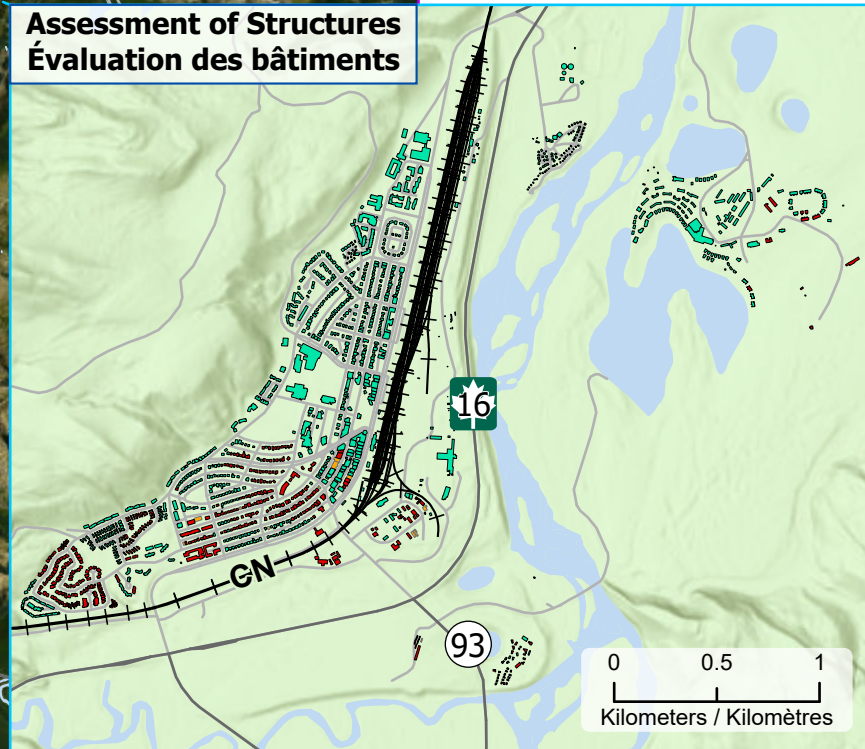 Assessment of Structures
Évaluation des bâtiments
16
CN
93
0 0.5 1
Kilometers / Kilomètres